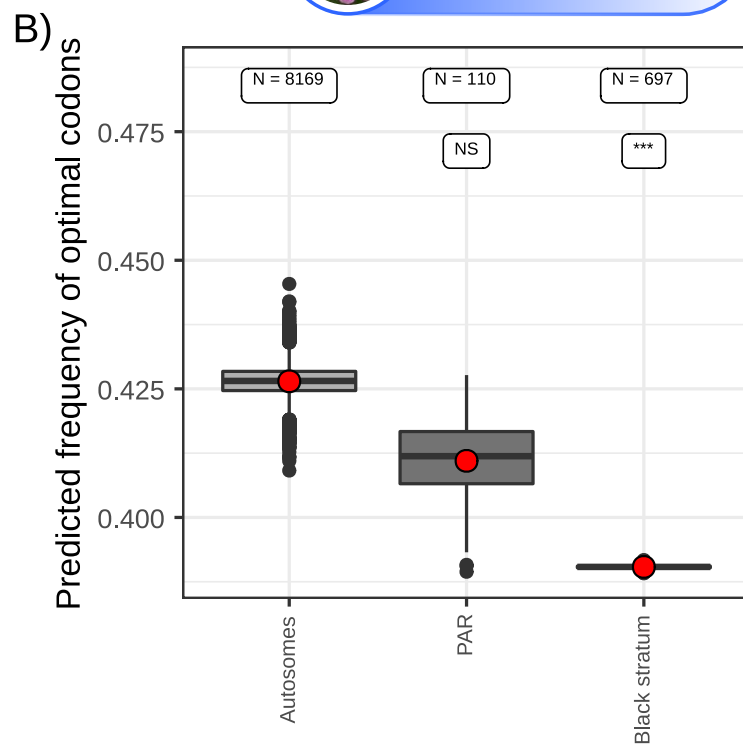 B)
Predicted frequency of optimal codons
N = 8169
N = 110
N = 697
NS
***
0.475
0.450
0.425
0.400
Autosomes
PAR
Black stratum